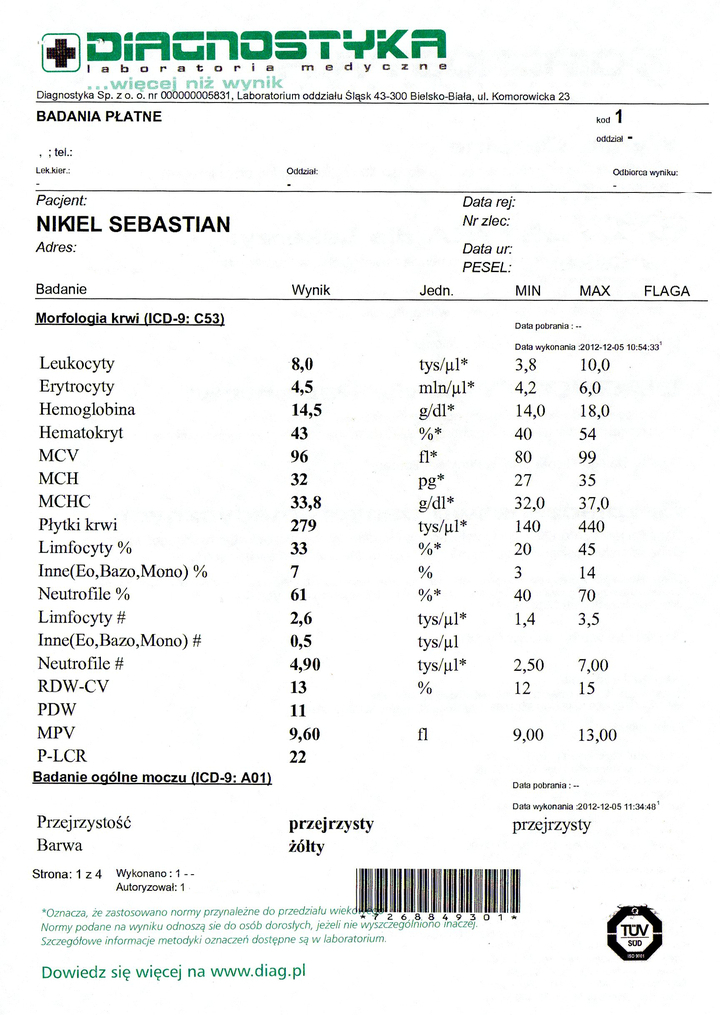 DIAGNOSTYKA
laboratoria medyczne
...więcej niż wynik
Diagnostyka Sp. z o. o. nr 000000005831, Laboratorium oddziału Śląsk 43-300 Bielsko-Biała, ul. Komorowicka 23
BADANIA PŁATNE kod 1
oddział -
, ; tel.:
Lek.kier.: Oddział: Odbiorca wyniku:
- - -
Pacjent: Data rej:
NIKIEL SEBASTIAN Nr zlec:
Adres: Data ur:
PESEL:
Badanie Wynik Jedn. MIN MAX FLAGA
Morfologia krwi (ICD-9: C53) Data pobrania : --
Data wykonania :2012-12-05 10:54:33¹
Leukocyty 8,0 tys/µl* 3,8 10,0
Erytrocyty 4,5 mln/µl* 4,2 6,0
Hemoglobina 14,5 g/dl* 14,0 18,0
Hematokryt 43 %* 40 54
MCV 96 fl* 80 99
MCH 32 pg* 27 35
MCHC 33,8 g/dl* 32,0 37,0
Płytki krwi 279 tys/µl* 140 440
Limfocyty % 33 %* 20 45
Inne(Eo,Bazo,Mono) % 7 % 3 14
Neutrofile % 61 %* 40 70
Limfocyty # 2,6 tys/µl* 1,4 3,5
Inne(Eo,Bazo,Mono) # 0,5 tys/µl
Neutrofile # 4,90 tys/µl* 2,50 7,00
RDW-CV 13 % 12 15
PDW 11
MPV 9,60 fl 9,00 13,00
P-LCR 22
Badanie ogólne moczu (ICD-9: A01) Data pobrania : --
Data wykonania :2012-12-05 11:34:48¹
Przejrzystość przejrzysty przejrzysty
Barwa żółty
Strona: 1 z 4 Wykonano : 1 - -
Autoryzował: 1
*7268849301*
*Oznacza, że zastosowano normy przynależne do przedziału wiekowego.
Normy podane na wyniku odnoszą sie do osób dorosłych, jeżeli nie wyszczególniono inaczej.
Szczegółowe informacje metodyki oznaczeń dostępne są w laboratorium.
Dowiedz się więcej na www.diag.pl
TÜV
SÜD
ISO 9001